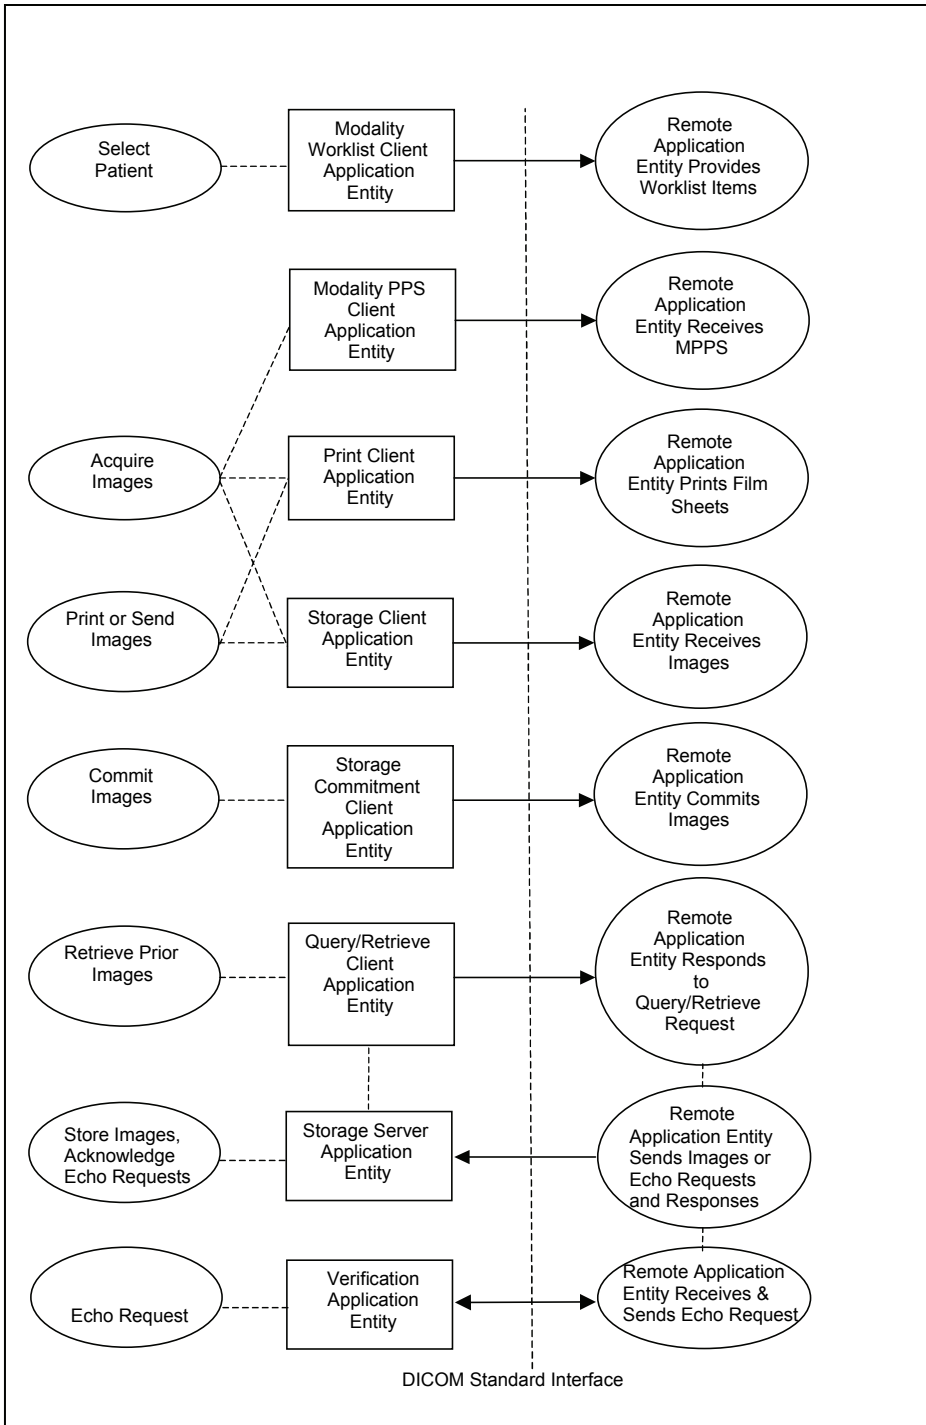 Select
Patient
Modality
Worklist Client
Application
Entity
Remote
Application
Entity Provides
Worklist Items
Modality PPS
Client
Application
Entity
Remote
Application
Entity Receives
MPPS
Acquire
Images
Print Client
Application
Entity
Remote
Application
Entity Prints Film
Sheets
Print or Send
Images
Storage Client
Application
Entity
Remote
Application
Entity Receives
Images
Commit
Images
Storage
Commitment
Client
Application
Entity
Remote
Application
Entity Commits
Images
Retrieve Prior
Images
Query/Retrieve
Client
Application
Entity
Remote
Application
Entity Responds
to
Query/Retrieve
Request
Store Images,
Acknowledge
Echo Requests
Storage Server
Application
Entity
Remote
Application Entity
Sends Images or
Echo Requests
and Responses
Echo Request
Verification
Application
Entity
Remote Application
Entity Receives &
Sends Echo Request
DICOM Standard Interface